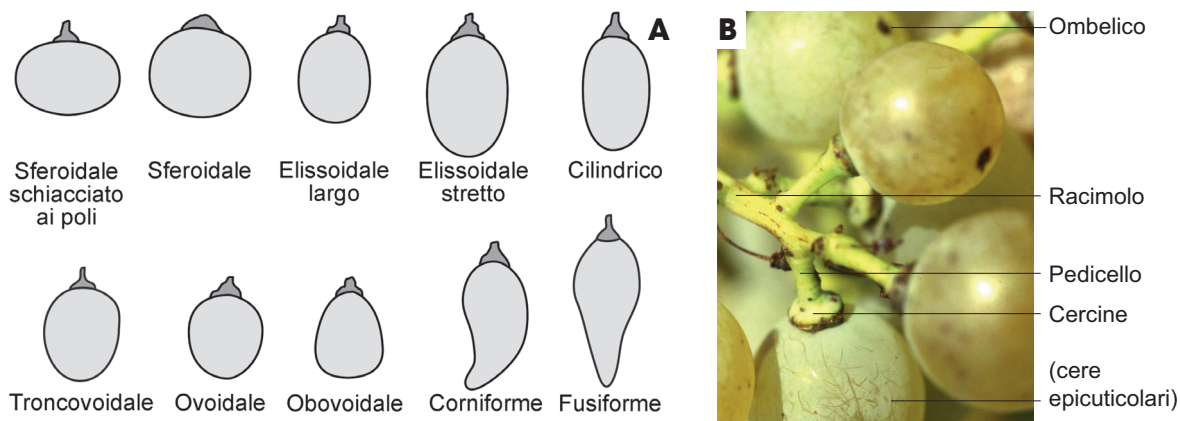 A
Sferoidale
schiacciato
ai poli
Sferoidale
Elissoidale
largo
Elissoidale
stretto
Cilindrico
Troncovoidale
Ovoidale
Obovoidale
Corniforme
Fusiforme
B
Ombelico
Racimolo
Pedicello
Cercine
(cere
epicuticolari)